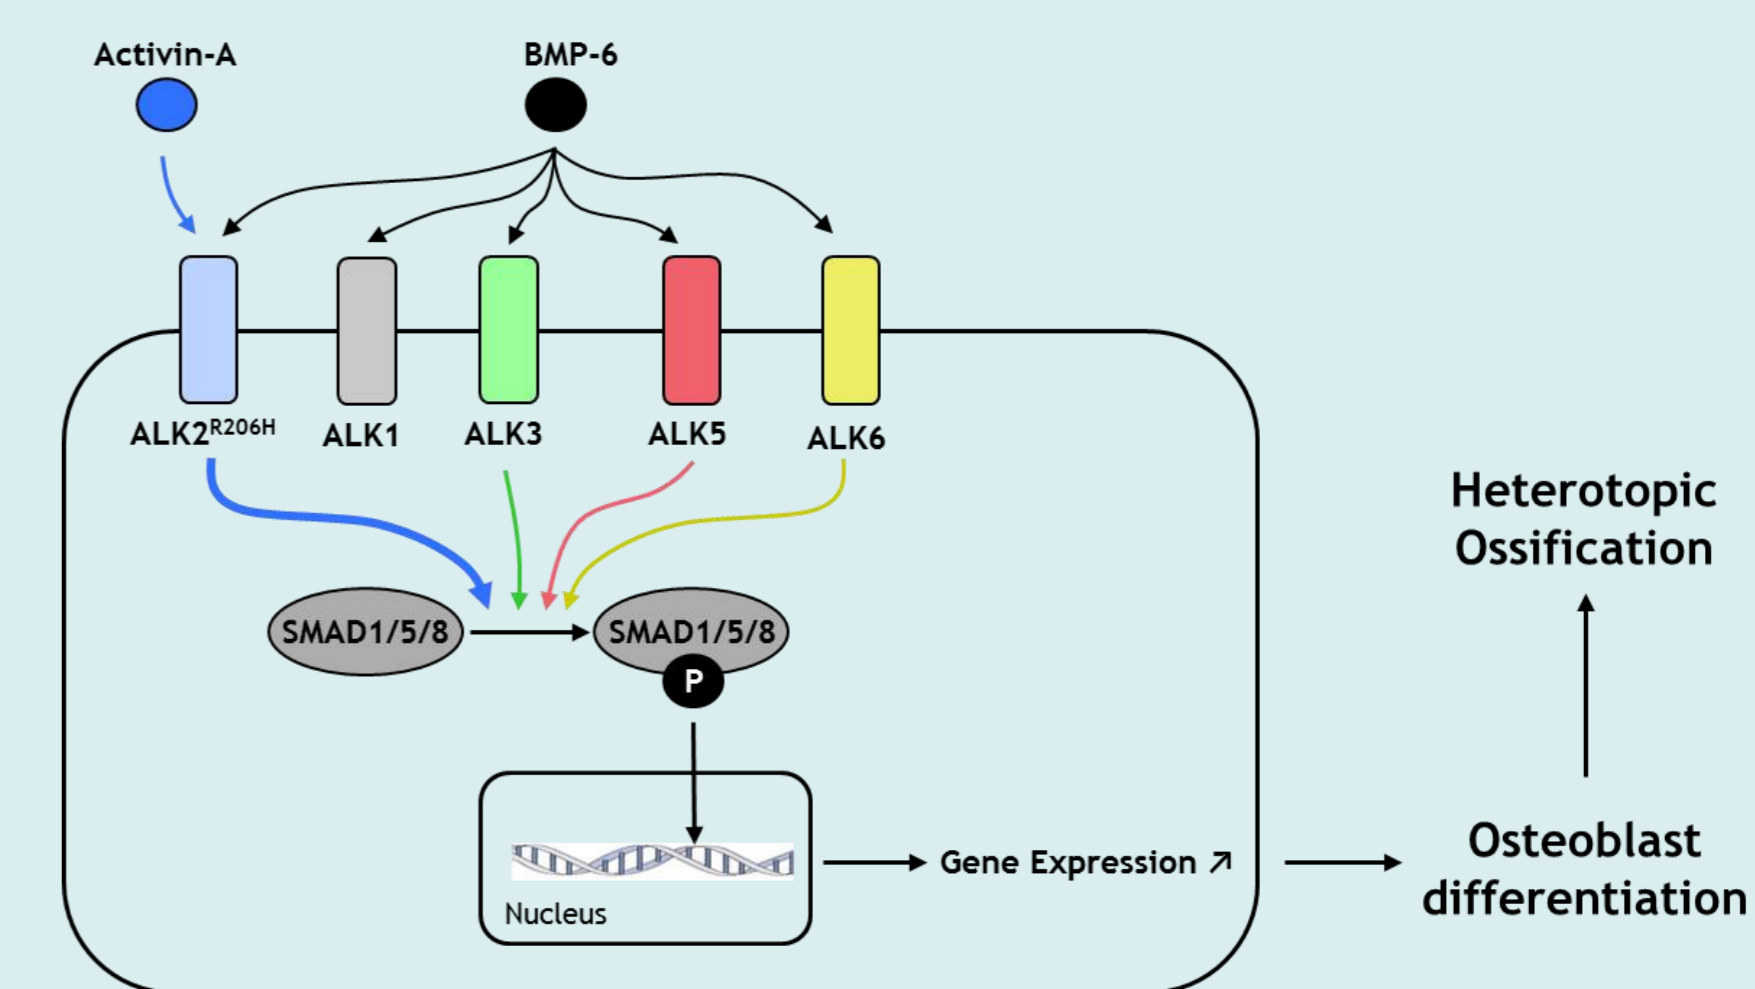 Activin-A
BMP-6
ALK2R206H
ALK1
ALK3
ALK5
ALK6
SMAD1/5/8
SMAD1/5/8
P
Nucleus
Gene Expression ↗
Osteoblast
differentiation
Heterotopic
Ossification